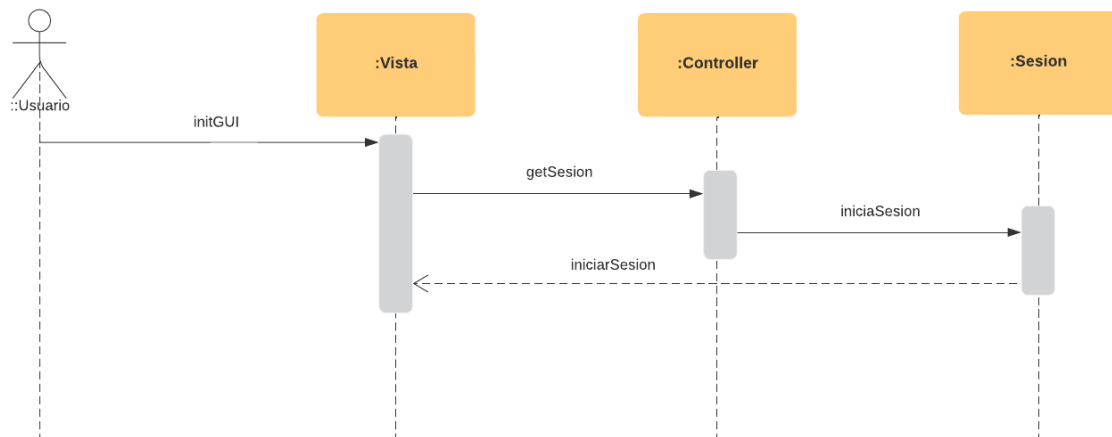 :Vista
:Controller
:Sesion
::Usuario
initGUI
getSesion
iniciaSesion
iniciarSesion